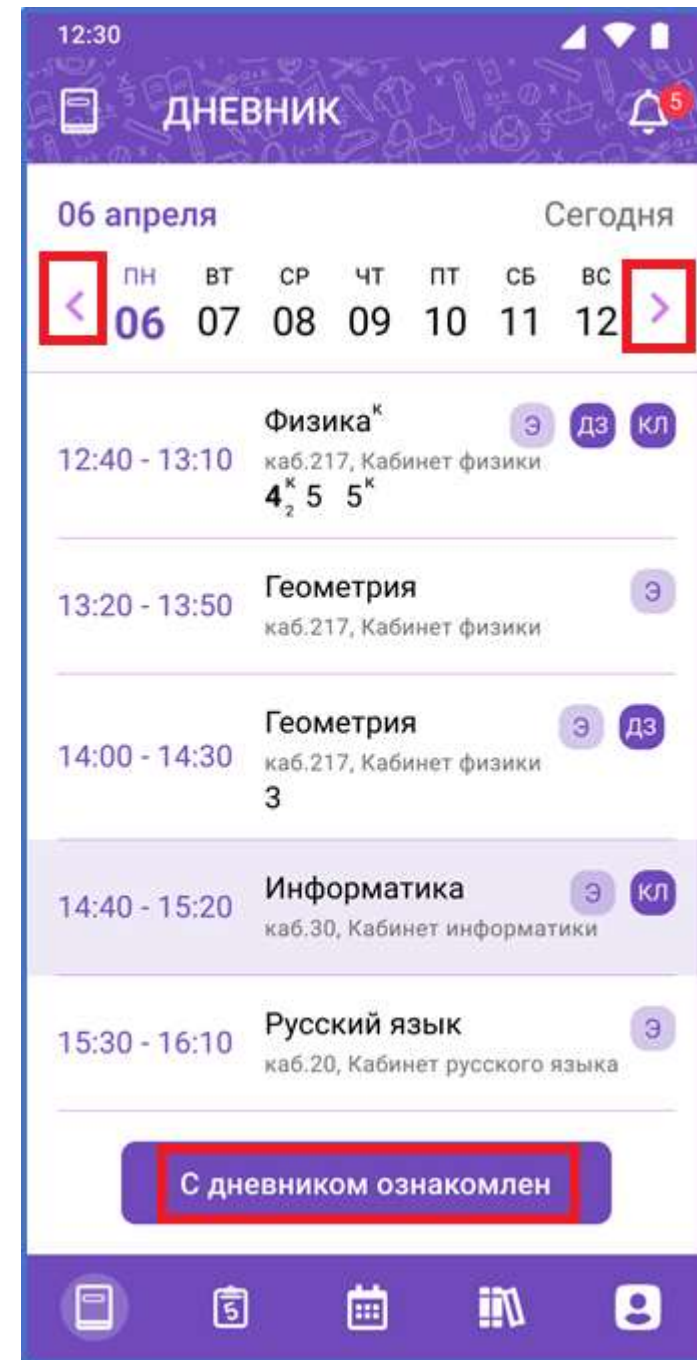 12:30
ДНЕВНИК
5
06 апреля Сегодня
ПН ВТ СР ЧТ ПТ СБ ВС
06 07 08 09 10 11 12
Физика К Э ДЗ КЛ
12:40 - 13:10
каб.217, Кабинет физики
4 К 2 5 5 К
Геометрия Э
13:20 - 13:50
каб.217, Кабинет физики
Геометрия Э ДЗ
14:00 - 14:30
каб.217, Кабинет физики
3
Информатика Э КЛ
14:40 - 15:20
каб.30, Кабинет информатики
Русский язык Э
15:30 - 16:10
каб.20, Кабинет русского языка
С дневником ознакомлен
5